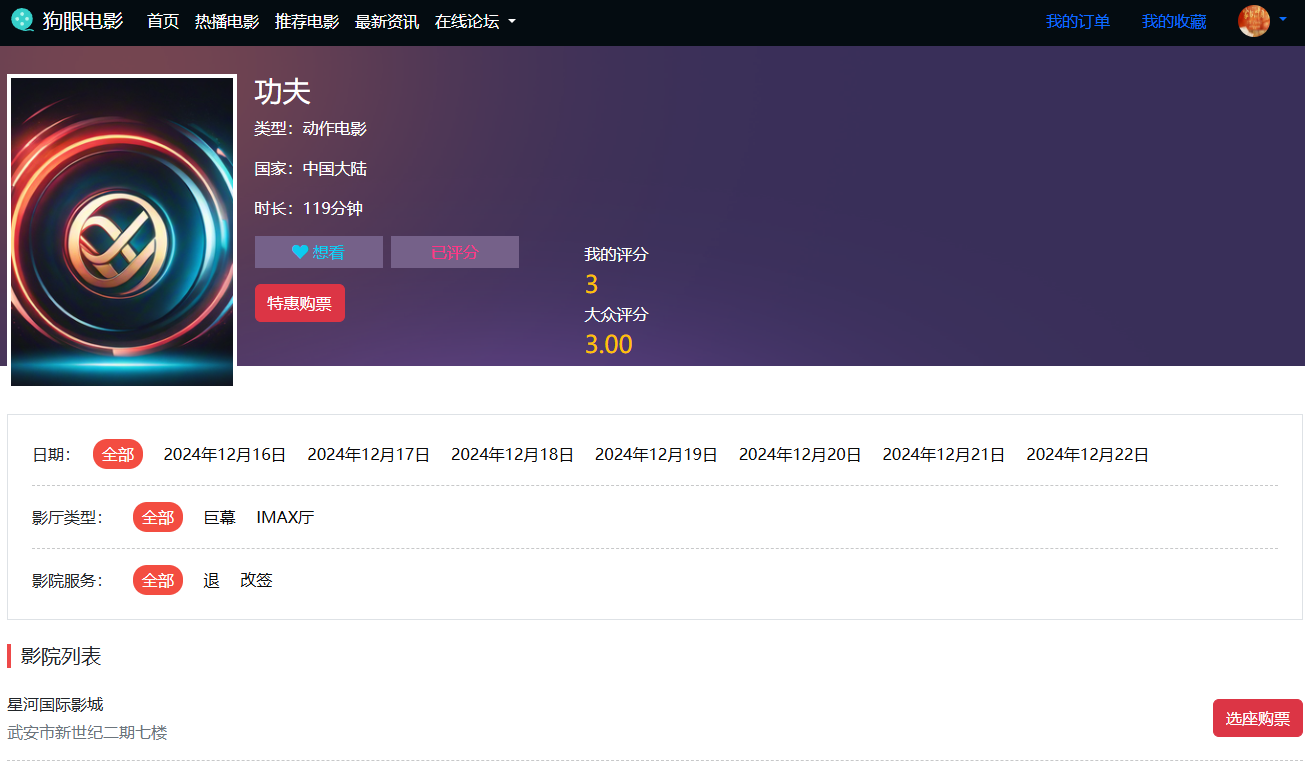 狗眼电影 首页 热播电影 推荐电影 最新资讯 在线论坛 我的订单 我的收藏
功夫
类型：动作电影
国家：中国大陆
时长：119分钟
想看 已评分
特惠购票
我的评分
3
大众评分
3.00
日期： 全部 2024年12月16日 2024年12月17日 2024年12月18日 2024年12月19日 2024年12月20日 2024年12月21日 2024年12月22日
影厅类型： 全部 巨幕 IMAX厅
影院服务： 全部 退 改签
影院列表
星河国际影城
武安市新世纪二期七楼
选座购票